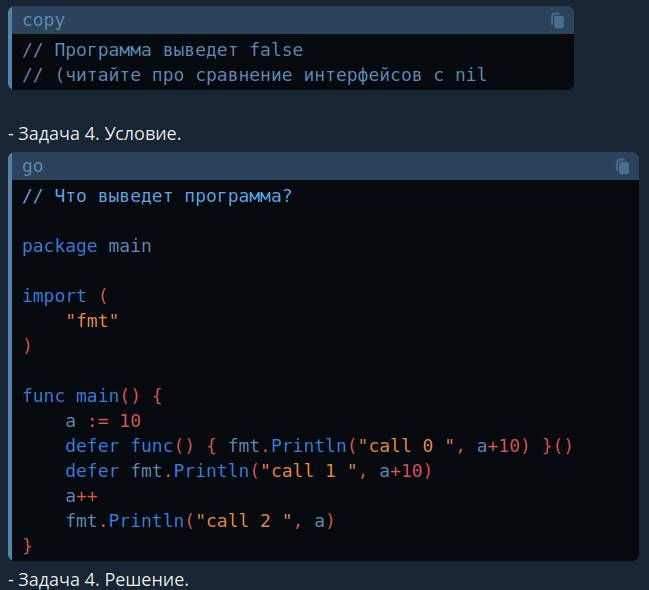 copy
// Программа выведет false
// (читайте про сравнение интерфейсов с nil
- Задача 4. Условие.
go
// Что выведет программа?
package main
import (
    "fmt"
)
func main() {
    a := 10
    defer func() { fmt.Println("call 0 ", a+10) }()
    defer fmt.Println("call 1 ", a+10)
    a++
    fmt.Println("call 2 ", a)
}
- Задача 4. Решение.